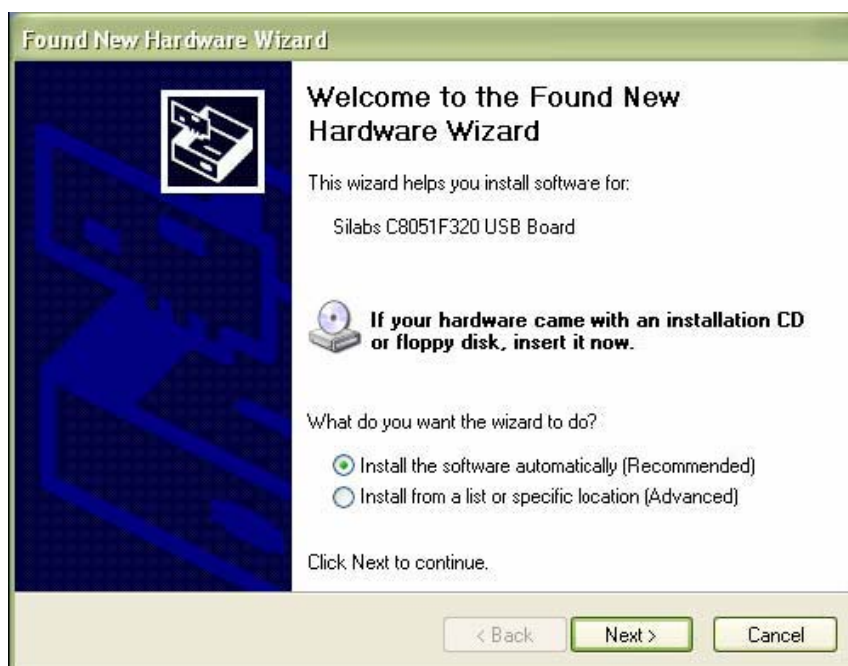 Found New Hardware Wizard
Welcome to the Found New
Hardware Wizard
This wizard helps you install software for:
Silabs C8051F320 USB Board
If your hardware came with an installation CD
or floppy disk, insert it now.
What do you want the wizard to do?
Install the software automatically (Recommended)
Install from a list or specific location (Advanced)
Click Next to continue.
< Back
Next >
Cancel